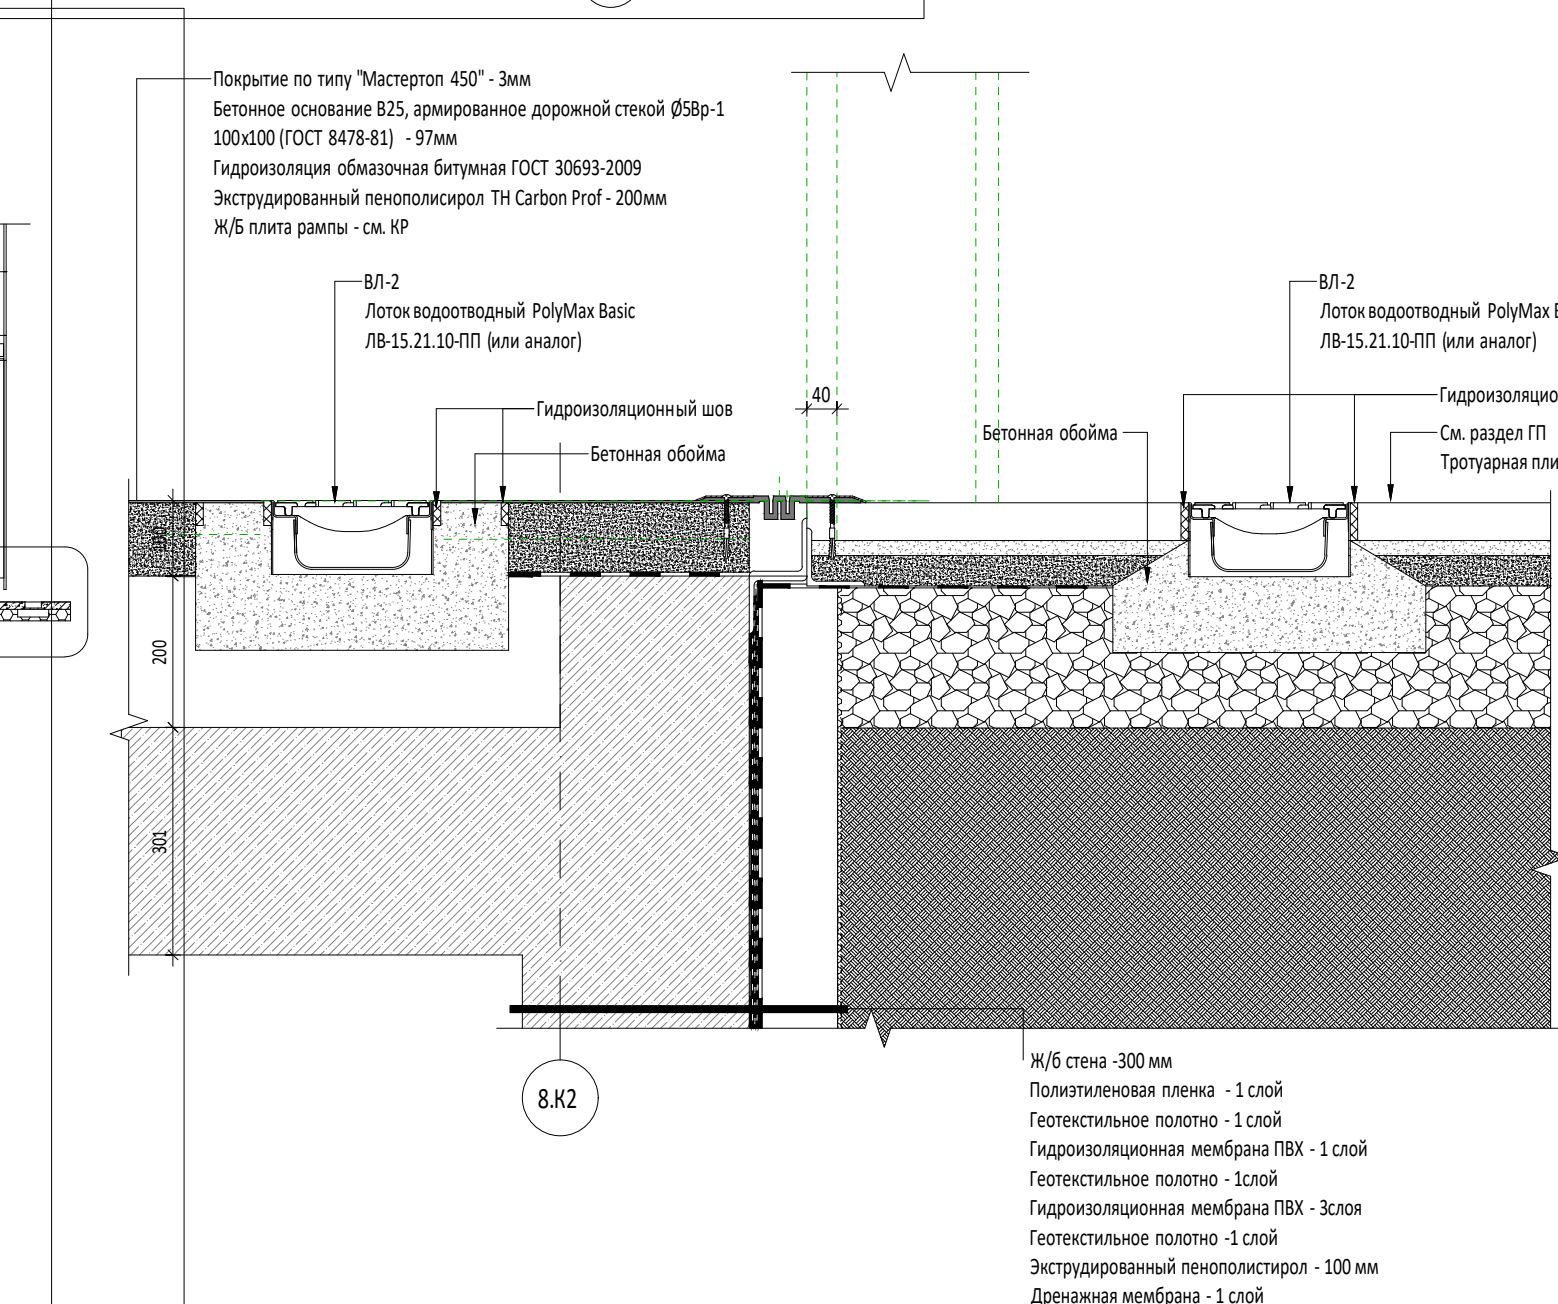 Покрытие по типу "Мастертоп 450" - 3мм
Бетонное основание В25, армированное дорожной стекой Ø5Вр-1
100х100 (ГОСТ 8478-81) - 97мм
Гидроизоляция обмазочная битумная ГОСТ 30693-2009
Экструдированный пенополисирол ТН Carbon Prof - 200мм
Ж/Б плита рампы - см. КР
ВЛ-2
Лоток водоотводный PolyMax Basic
ЛВ-15.21.10-ПП (или аналог)
ВЛ-2
Лоток водоотводный PolyMax
ЛВ-15.21.10-ПП (или аналог)
40
Гидроизоляционный шов
Бетонная обойма
Бетонная обойма
См. раздел ГП
Тротуарная
200
301
8.К2
Ж/б стена -300 мм
Полиэтиленовая пленка - 1 слой
Геотекстильное полотно - 1 слой
Гидроизоляционная мембрана ПВХ - 1 слой
Геотекстильное полотно - 1слой
Гидроизоляционная мембрана ПВХ - 3слоя
Геотекстильное полотно -1 слой
Экструдированный пенополистирол - 100 мм
Дренажная мембрана - 1 слой